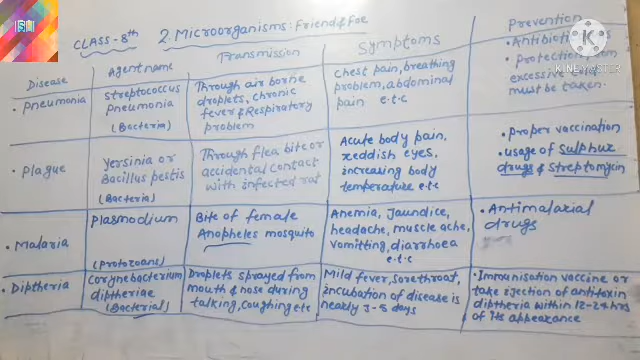 CLASS-8th
2. Microorganisms: Friend & Foe
Disease
Agent name
Transmission
Symptoms
Prevention
• Pneumonia
Streptococcus
pneumonia
(Bacteria)
Through air borne
droplets, chronic
fever & Respiratory
problem
Chest pain, breathing
problem, abdominal
pain e.t.c
• Antibiot
• Protection
excessive
must be taken.
• Plague
Yersinia or
Bacillus pestis
(Bacteria)
Through flea bite or
accidental contact
with infected rat
Acute body pain,
reddish eyes,
increasing body
temperature e.t.c
• Proper vaccination
• usage of Sulphur
drugs & Streptomycin
• Malaria
Plasmodium
(Protozoans)
Bite of female
Anopheles mosquito
Anemia, Jaundice,
headache, muscle ache,
vomitting, diarrhoea
e.t.c
• Antimalarial
drugs
• Diptheria
Corynebacterium
diptheriae
(Bacterial)
Droplets sprayed from
mouth & nose during
talking, coughing etc
Mild fever, sorethroat,
incubation of disease is
nearly 3-5 days
• Immunisation vaccine or
take injection of antitoxin
diptheria within 12-24 hrs
of its appearance
KINEMASTER